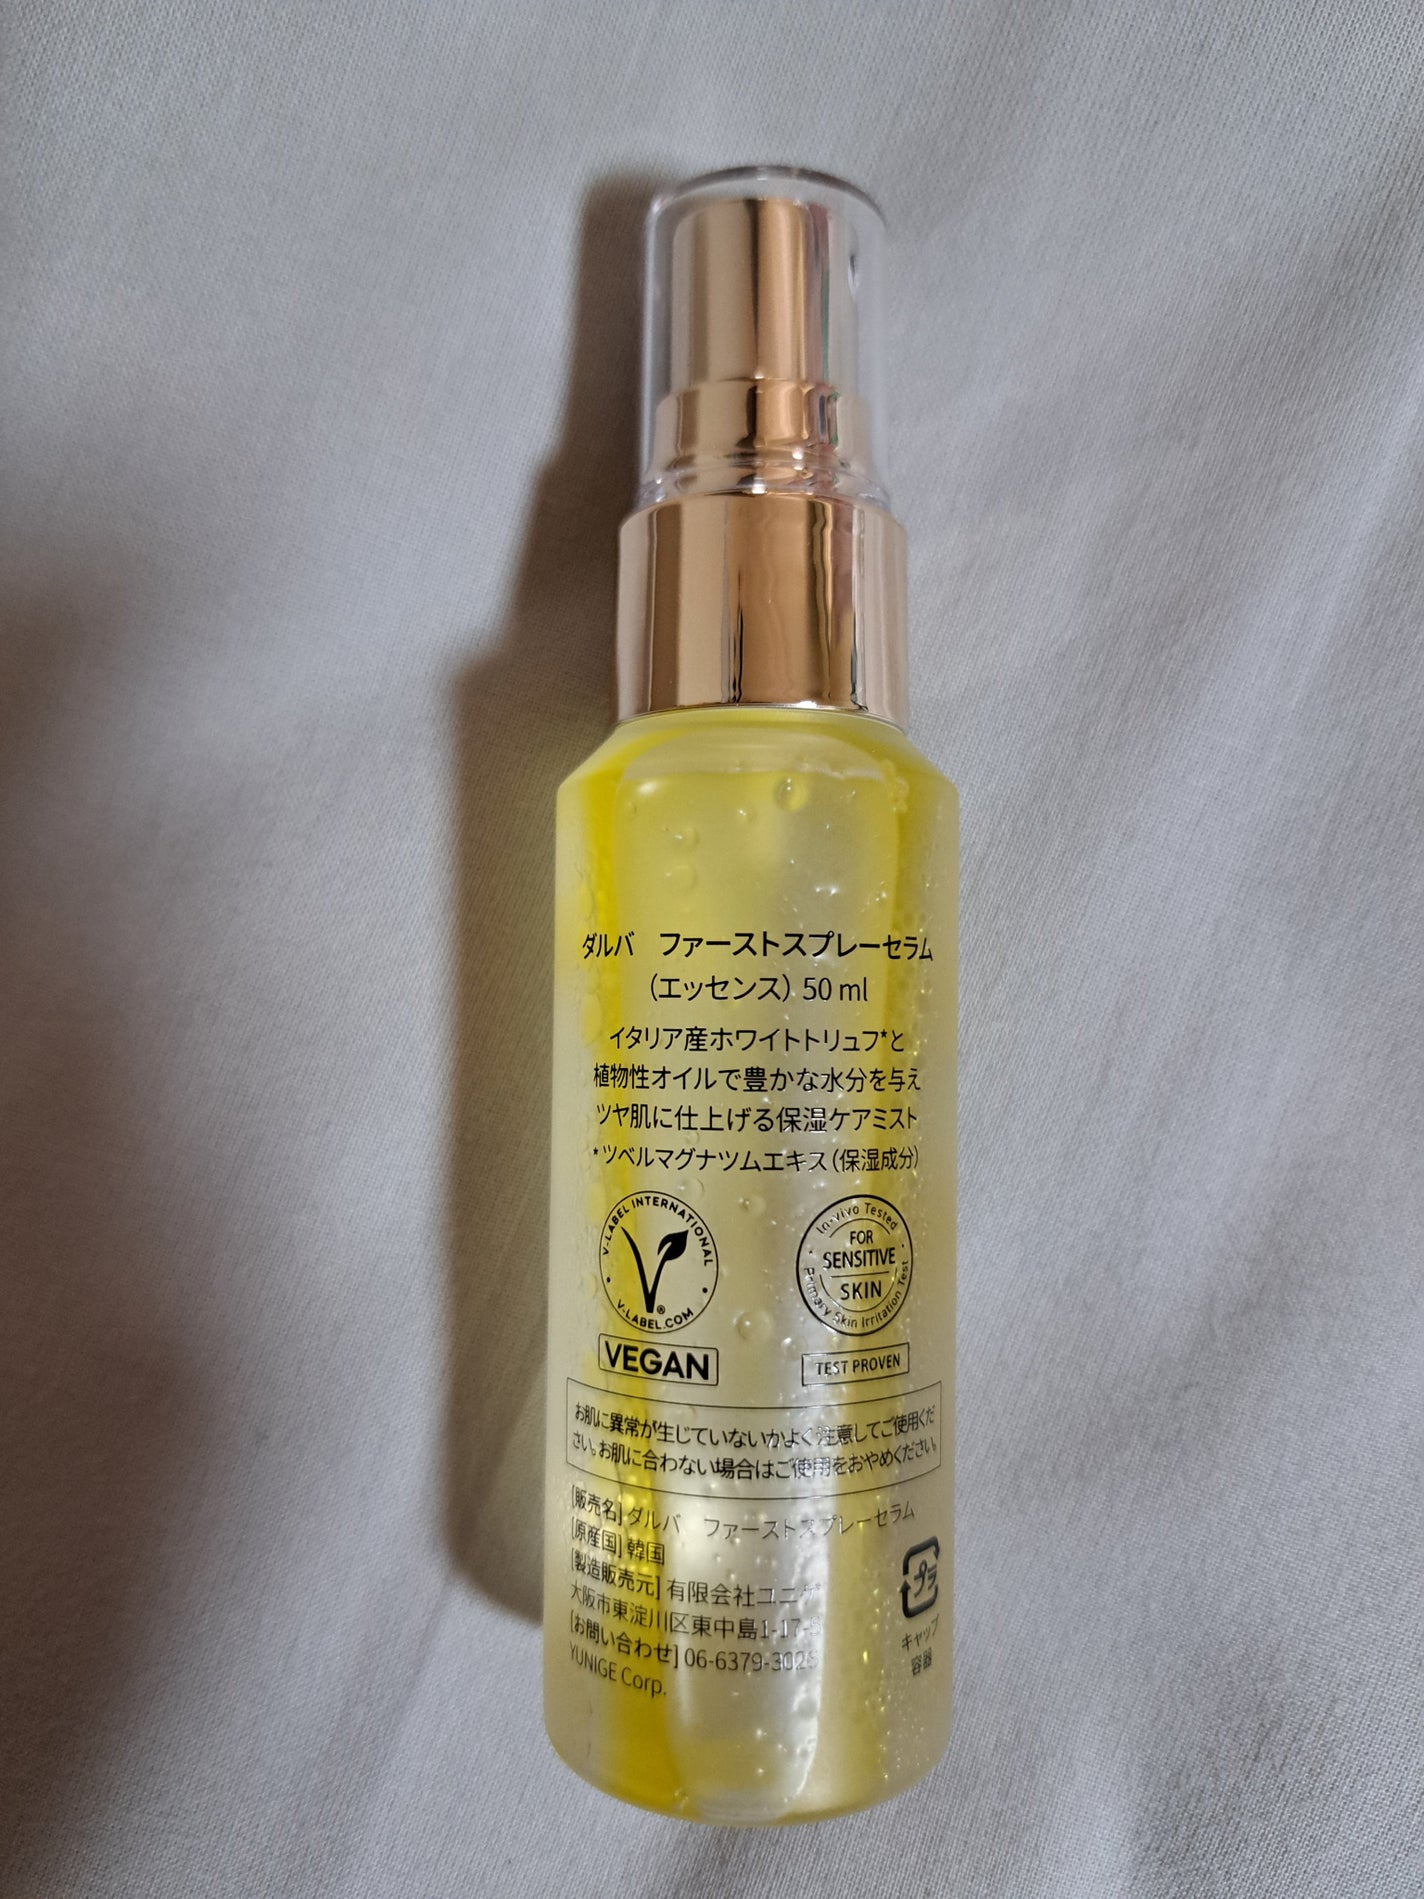 ダルバ　ファーストスプレーセラム
（エッセンス）50 ml
イタリア産ホワイトトリュフ*と
植物性オイルで豊かな水分を与え
ツヤ肌に仕上げる保湿ケアミスト
*ツベルマグナツムエキス（保湿成分）
V-LABEL INTERNATIONAL
V-LABEL.COM
®
VEGAN
In-vivo Tested
FOR
SENSITIVE
SKIN
Primary Skin Irritation Test
TEST PROVEN
お肌に異常が生じていないかよく注意してご使用くだ
さい。お肌に合わない場合はご使用をおやめください。
[販売名] ダルバ　ファーストスプレーセラム
[原産国] 韓国
[製造販売元] 有限会社ユニ
大阪市東淀川区東中島1-17-
[お問い合わせ] 06-6379-302
YUNIGE Corp.
プラ
キャップ
容器